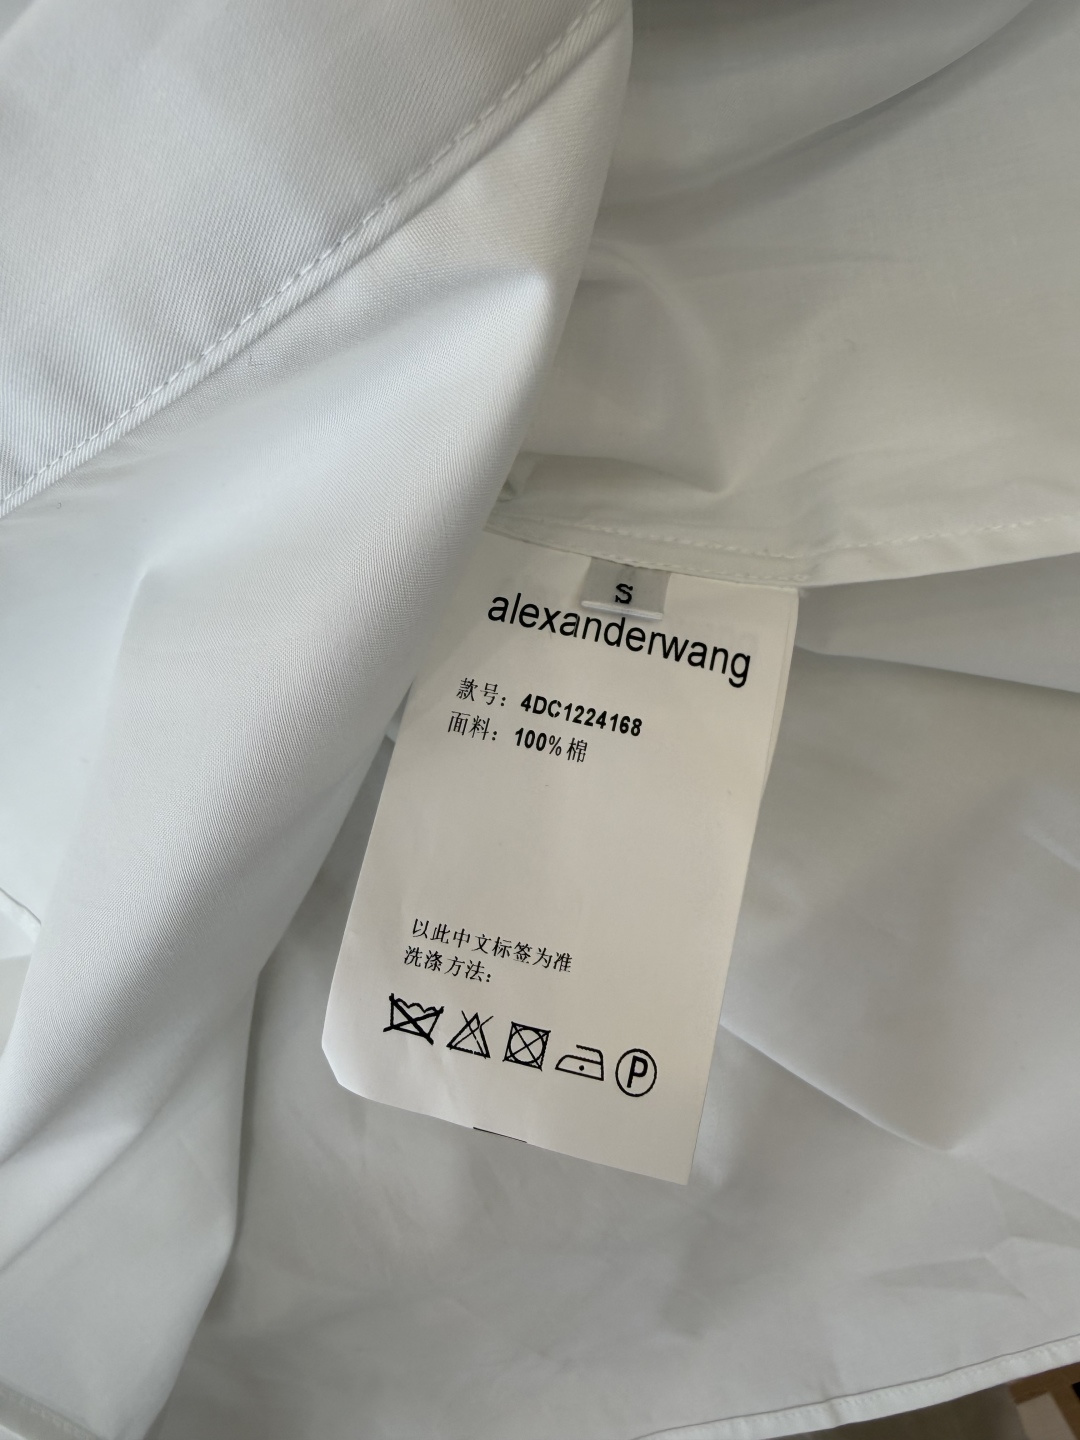 S
alexanderwang
款号: 4DC1224168
面料: 100%棉
以此中文标签为准
洗涤方法:
P